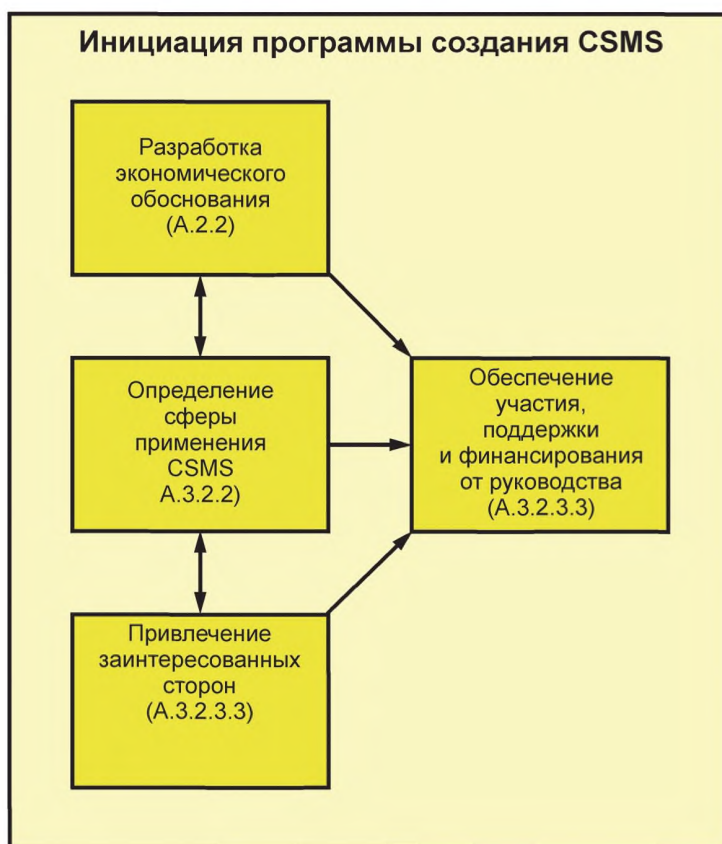 Инициация программы создания CSMS
Разработка
экономического
обоснования
(А.2.2)
Определение
сферы
применения
CSMS
А.3.2.2)
Обеспечение
участия,
поддержки
и финансирования
от руководства
(А.3.2.3.3)
Привлечение
заинтересованных
сторон
(А.3.2.3.3)